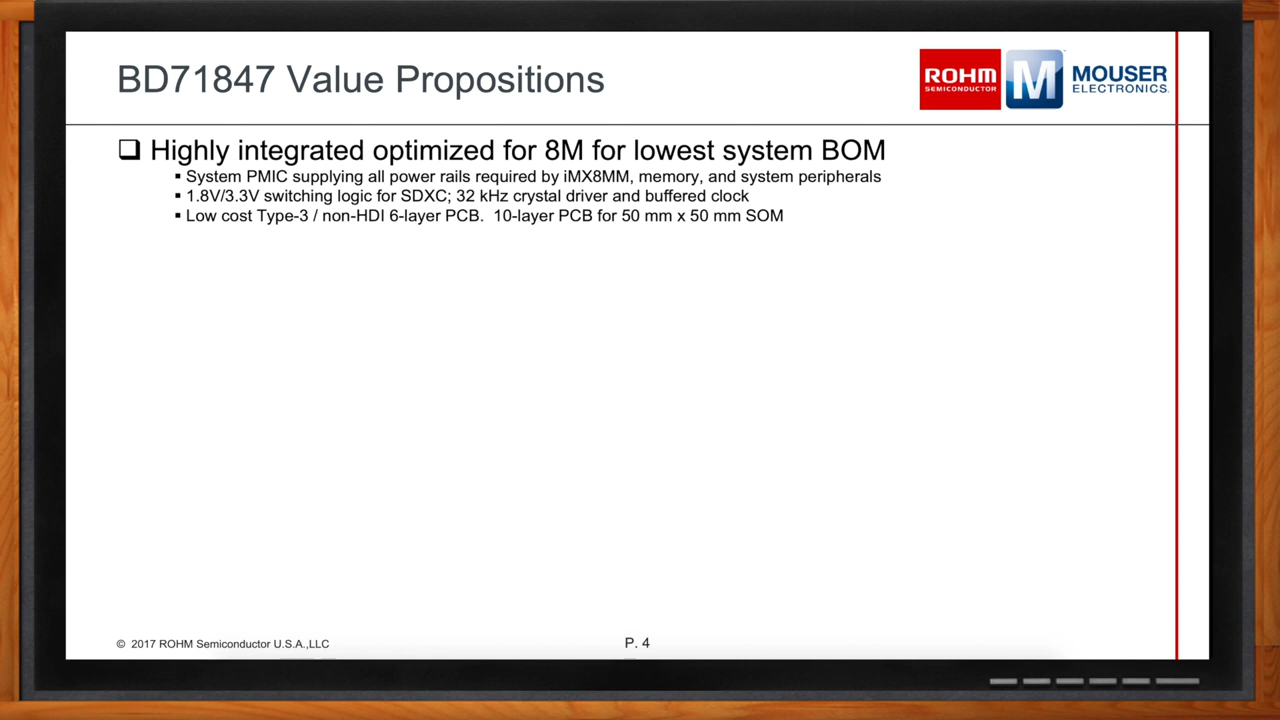 BD71847 Value Propositions
ROHM
SEMICONDUCTOR
M
MOUSER
ELECTRONICS
Highly integrated optimized for 8M for lowest system BOM
▪ System PMIC supplying all power rails required by iMX8MM, memory, and system peripherals
▪ 1.8V/3.3V switching logic for SDXC; 32 kHz crystal driver and buffered clock
▪ Low cost Type-3 / non-HDI 6-layer PCB.  10-layer PCB for 50 mm x 50 mm SOM
© 2017 ROHM Semiconductor U.S.A.,LLC
P. 4